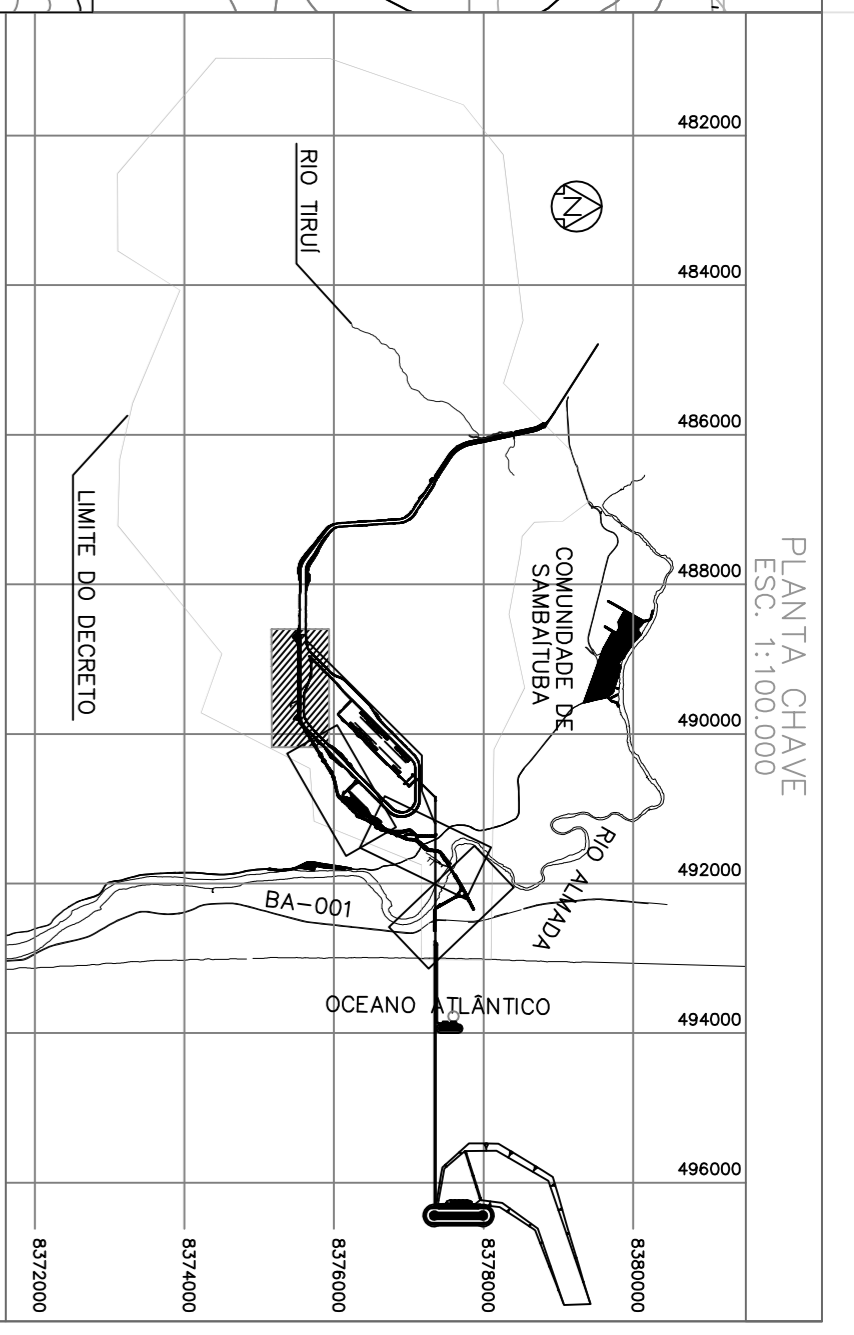 PLANTA CHAVE
ESC. 1:100.000
482000
484000
486000
488000
490000
492000
494000
496000
8380000
8378000
8376000
8374000
8372000
N
RIO TIRUÍ
LIMITE DO DECRETO
COMUNIDADE DE
SAMBAÍTUBA
RIO ALMADA
BA-001
OCEANO ATLÂNTICO